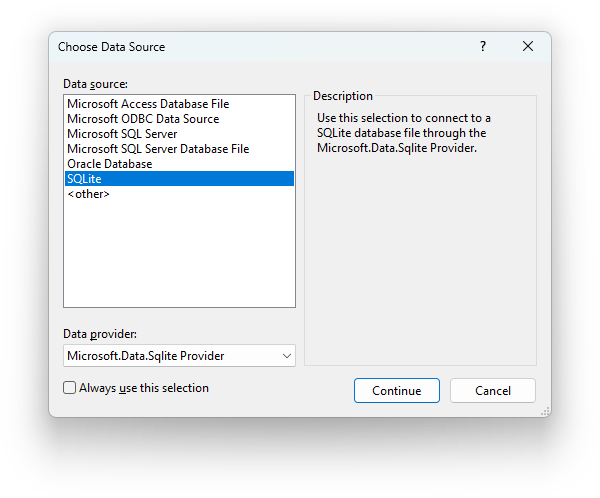 Choose Data Source
?
Data source:
Microsoft Access Database File
Microsoft ODBC Data Source
Microsoft SQL Server
Microsoft SQL Server Database File
Oracle Database
SQLite
<other>
Description
Use this selection to connect to a
SQLite database file through the
Microsoft.Data.Sqlite Provider.
Data provider:
Microsoft.Data.Sqlite Provider
Always use this selection
Continue
Cancel